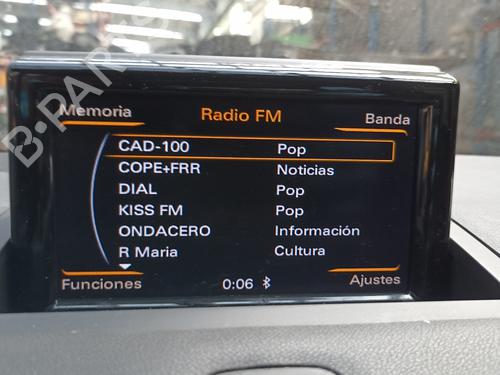 B-PARTS
Memoria
Radio FM
Banda
CAD-100 Pop
COPE+FRR Noticias
DIAL Pop
KISS FM Pop
ONDACERO Información
R Maria Cultura
Funciones
0:06
Ajustes